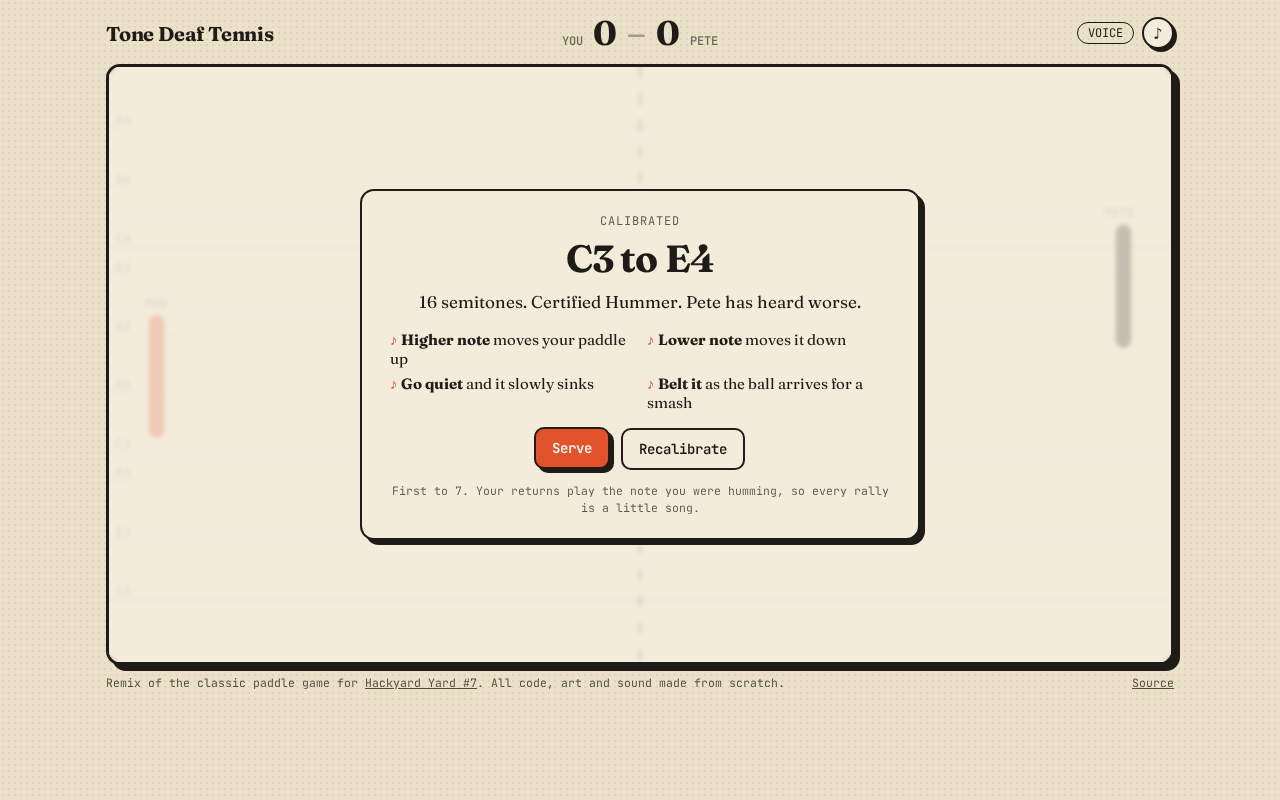 Tone Deaf Tennis
YOU 0 — 0 PETE
VOICE ♪
CALIBRATED
C3 to E4
16 semitones. Certified Hummer. Pete has heard worse.
♪ Higher note moves your paddle up
♪ Lower note moves it down
♪ Go quiet and it slowly sinks
♪ Belt it as the ball arrives for a smash
Serve
Recalibrate
First to 7. Your returns play the note you were humming, so every rally
is a little song.
Remix of the classic paddle game for Hackyard Yard #7. All code, art and sound made from scratch.
Source